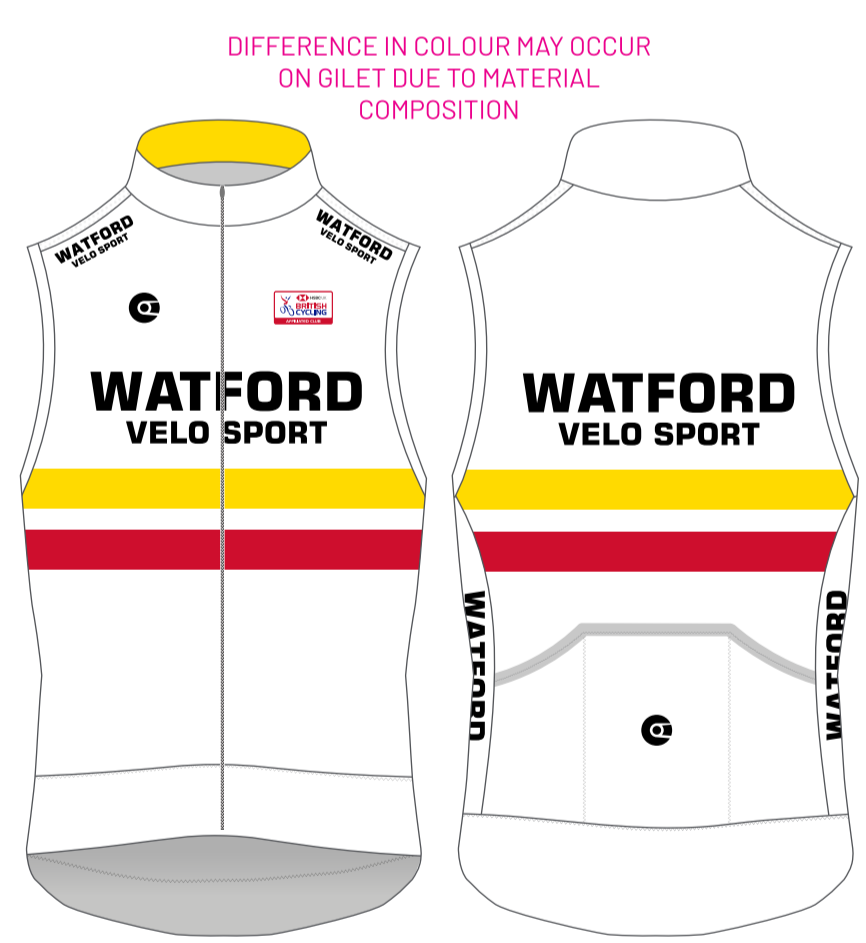 DIFFERENCE IN COLOUR MAY OCCUR
ON GILET DUE TO MATERIAL
COMPOSITION
WATFORD
VELO SPORT
WATFORD
VELO SPORT
BRITISH
CYCLING
WATFORD
VELO SPORT
WATFORD
VELO SPORT
WATFORD
WATFORD